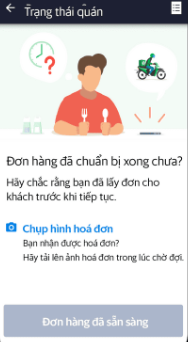 Trạng thái quán
Đơn hàng đã chuẩn bị xong chưa?
Hãy chắc rằng bạn đã lấy đơn cho
khách trước khi tiếp tục.
Chụp hình hoá đơn
Bạn nhận được hoá đơn?
Hãy tải lên ảnh hoá đơn trong lúc chờ đợi.
Đơn hàng đã sẵn sàng